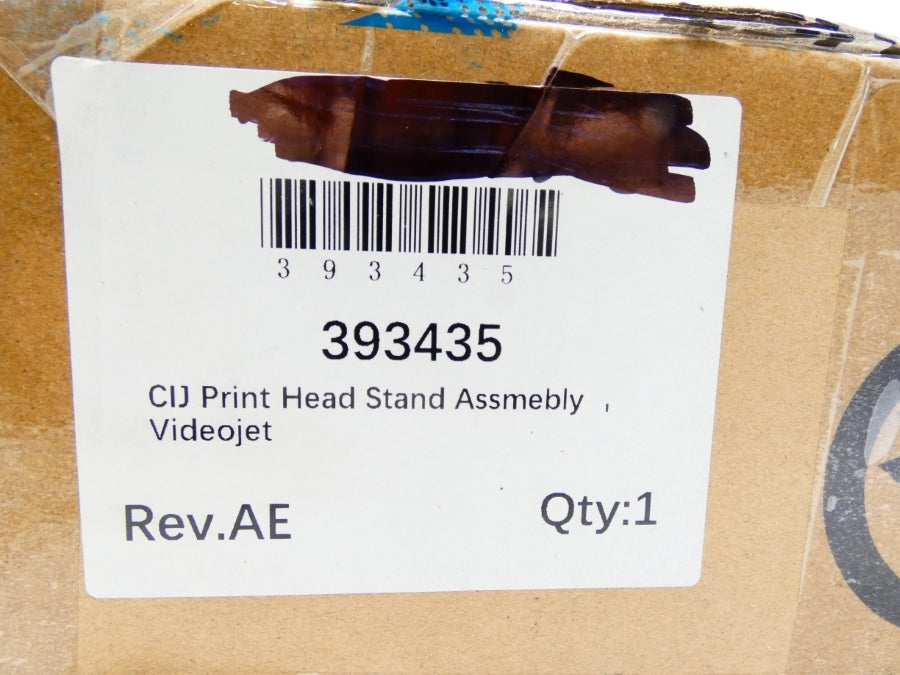 3 9 3 4 3 5
393435
CIJ Print Head Stand Assmebly ,
Videojet
Rev.AE
Qty:1